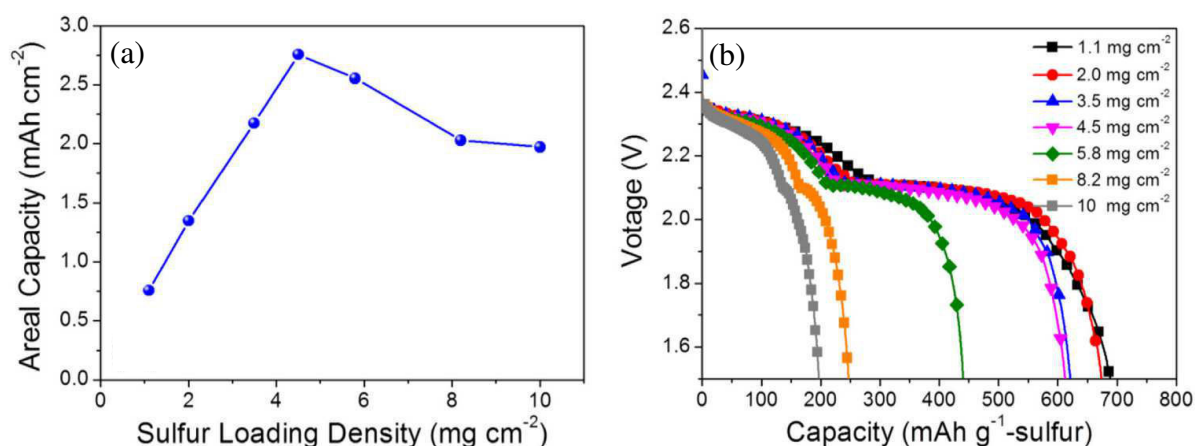 (a)
Areal Capacity (mAh cm⁻²)
3.0
2.5
2.0
1.5
1.0
0.5
0.0
0 2 4 6 8 10
Sulfur Loading Density (mg cm⁻²)
(b)
Votage (V)
2.6
2.4
2.2
2.0
1.8
1.6
0 100 200 300 400 500 600 700 800
Capacity (mAh g⁻¹-sulfur)
1.1 mg cm⁻²
2.0 mg cm⁻²
3.5 mg cm⁻²
4.5 mg cm⁻²
5.8 mg cm⁻²
8.2 mg cm⁻²
10 mg cm⁻²